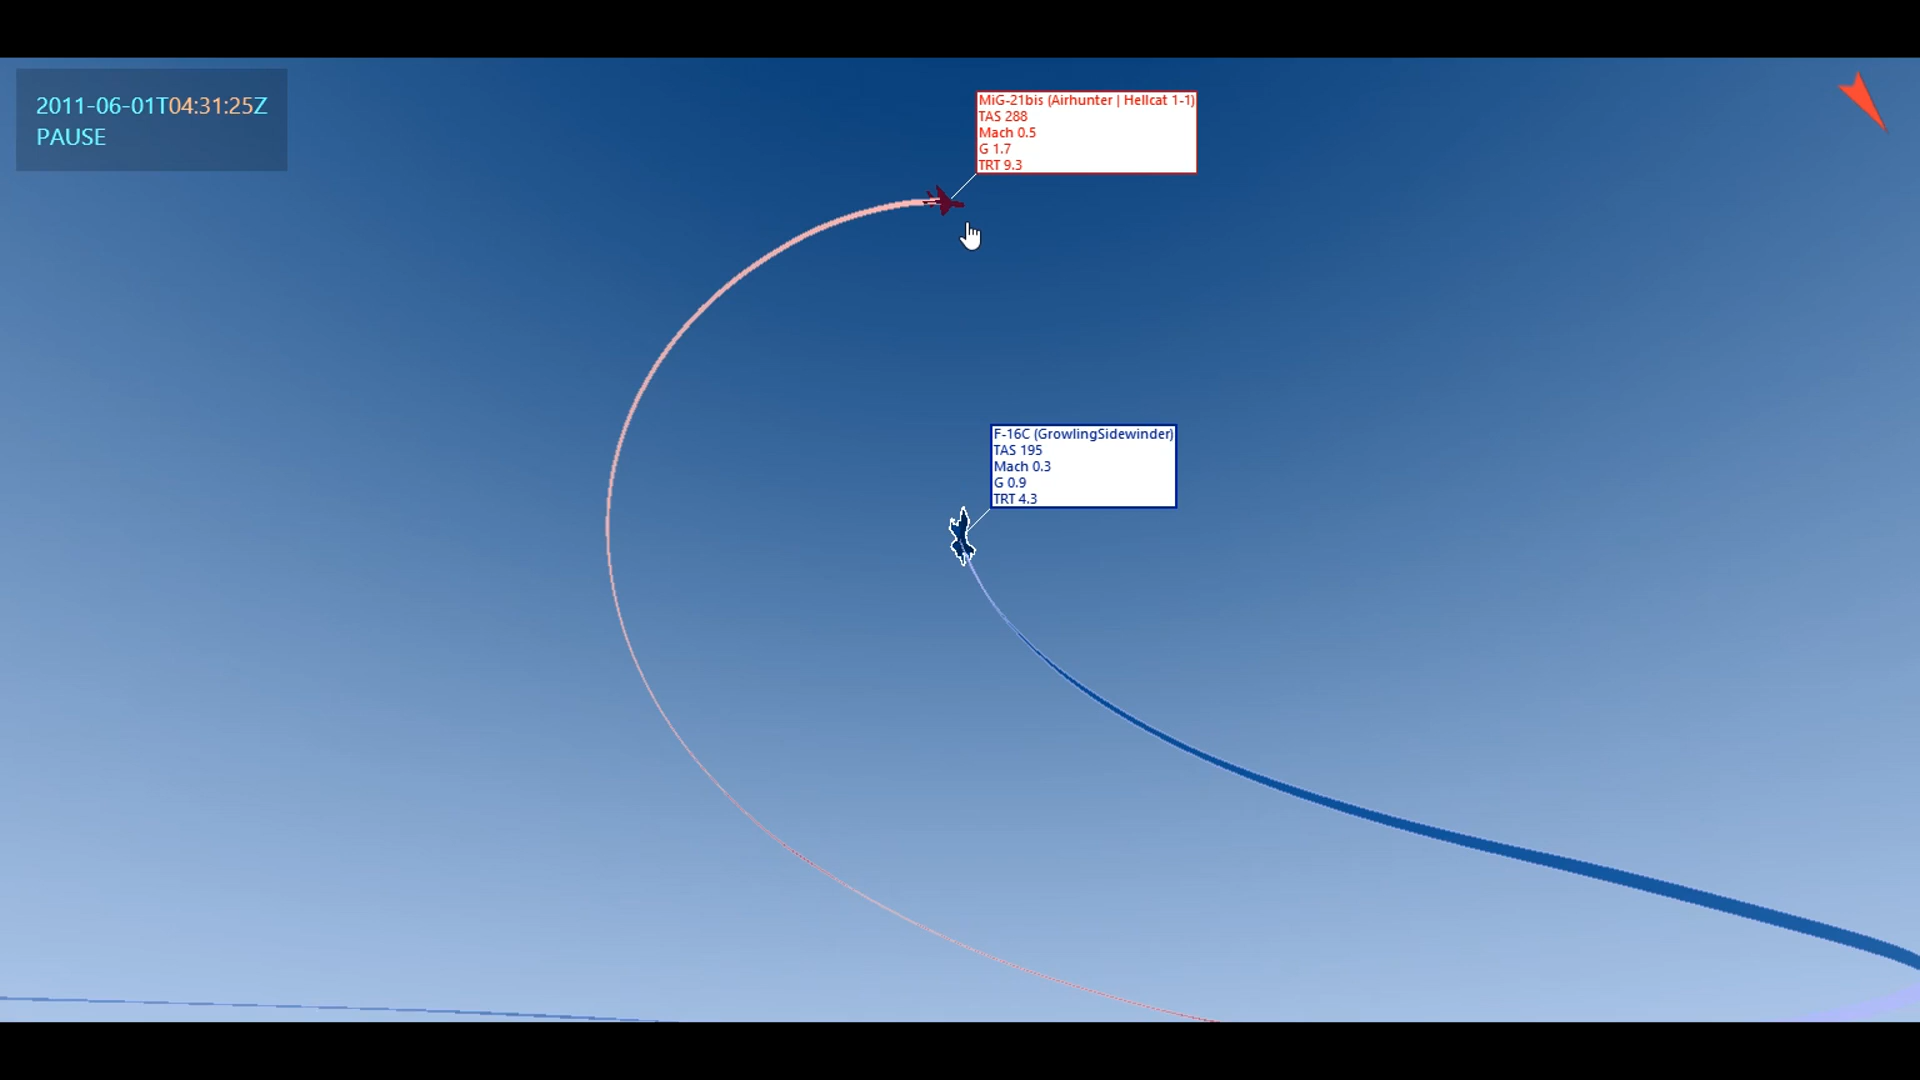 2011-06-01T04:31:25Z
PAUSE
MiG-21bis (Airhunter | Hellcat 1-1)
TAS 288
Mach 0.5
G 1.7
TRT 9.3
F-16C (GrowlingSidewinder)
TAS 195
Mach 0.3
G 0.9
TRT 4.3